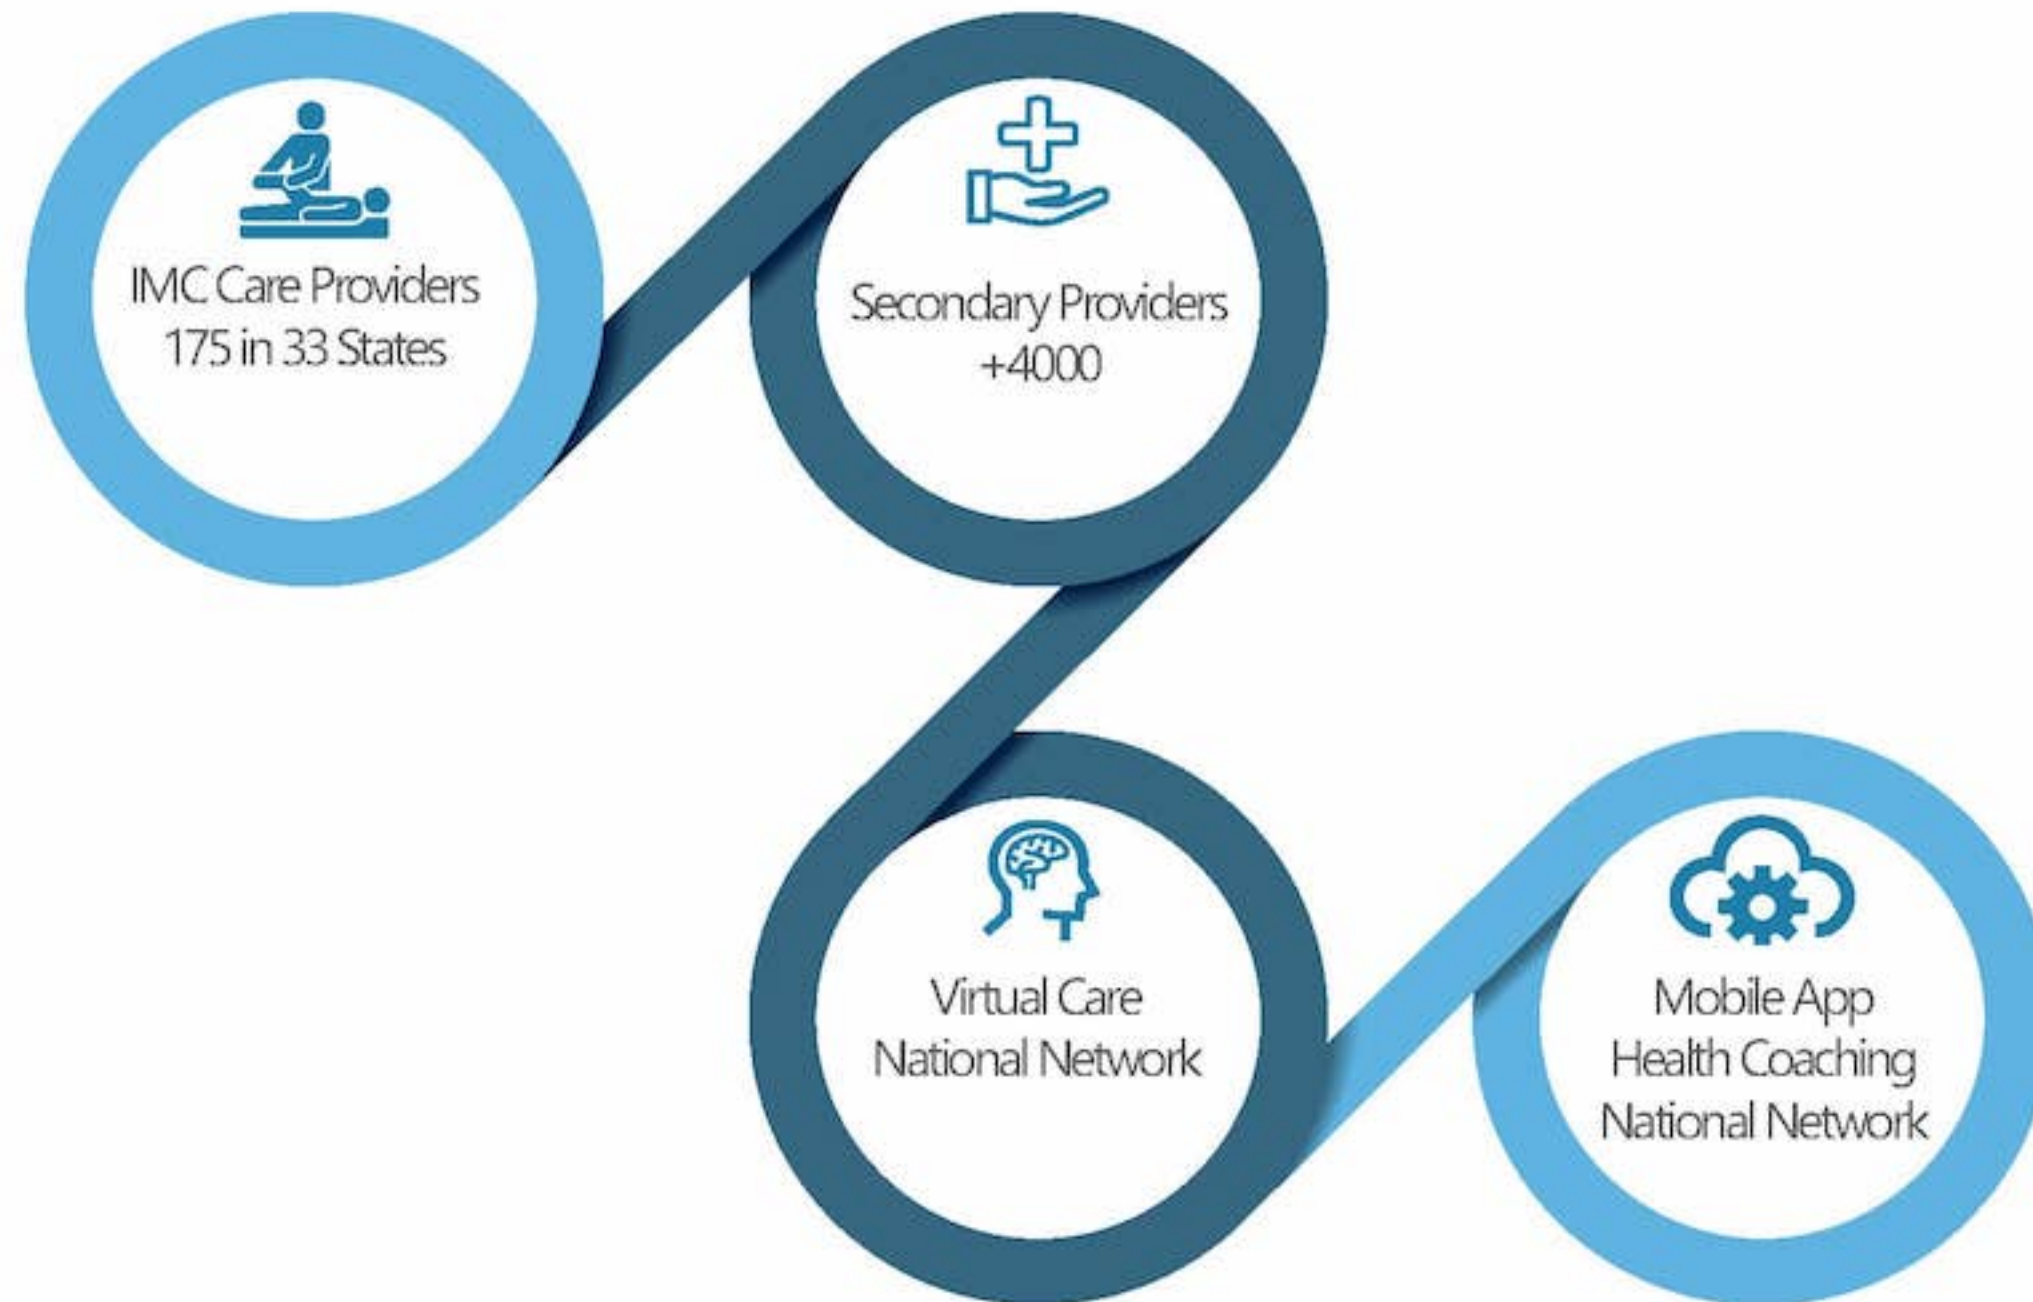 IMC Care Providers
175 in 33 States
Secondary Providers
+4000
Virtual Care
National Network
Mobile App
Health Coaching
National Network